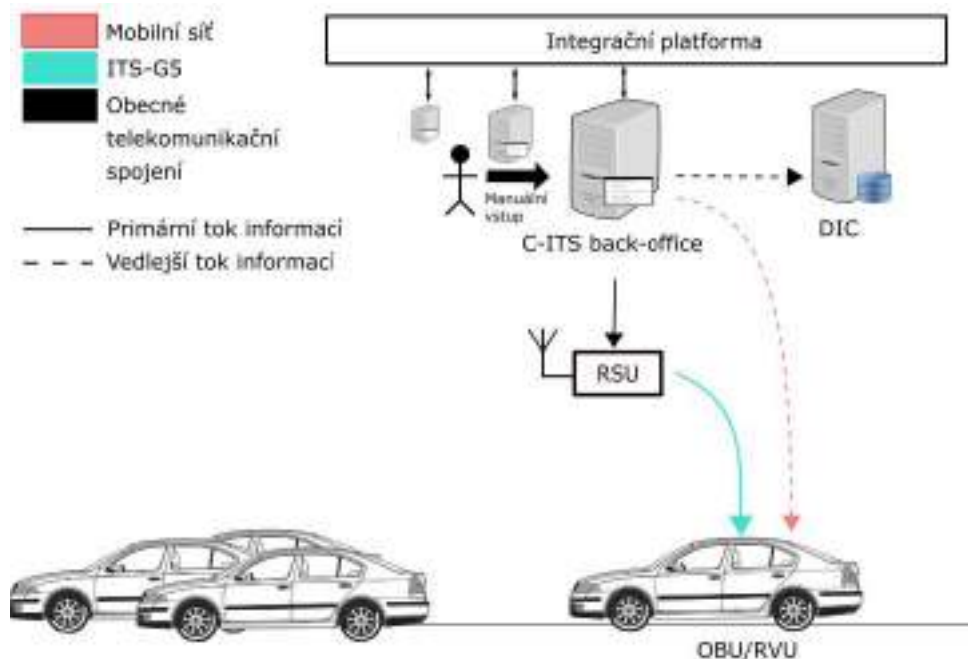 Mobilní síť
ITS-G5
Obecné
telekomunikační
spojení
Primární tok informací
Vedlejší tok informací
Integrační platforma
Manuální
vstup
C-ITS back-office
DIC
RSU
OBU/RVU